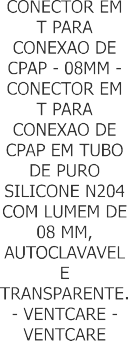 CONECTOR EM
T PARA
CONEXAO DE
CPAP - 08MM -
CONECTOR EM
T PARA
CONEXAO DE
CPAP EM TUBO
DE PURO
SILICONE N204
COM LUMEM DE
08 MM,
AUTOCLAVAVEL
E
TRANSPARENTE.
- VENTCARE -
VENTCARE